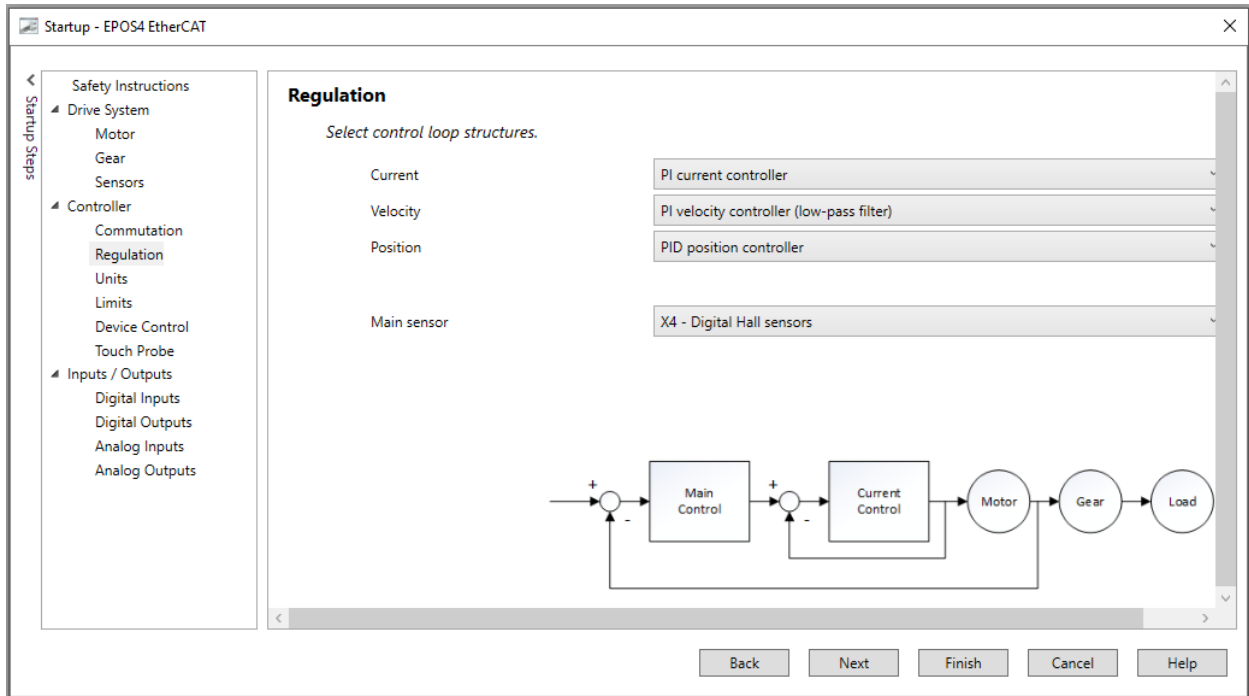 Startup - EPOS4 EtherCAT
Startup Steps
Safety Instructions
Drive System
Motor
Gear
Sensors
Controller
Commutation
Regulation
Units
Limits
Device Control
Touch Probe
Inputs / Outputs
Digital Inputs
Digital Outputs
Analog Inputs
Analog Outputs
Regulation
Select control loop structures.
Current PI current controller
Velocity PI velocity controller (low-pass filter)
Position PID position controller
Main sensor X4 - Digital Hall sensors
+
-
Main
Control
+
-
Current
Control
Motor
Gear
Load
Back Next Finish Cancel Help